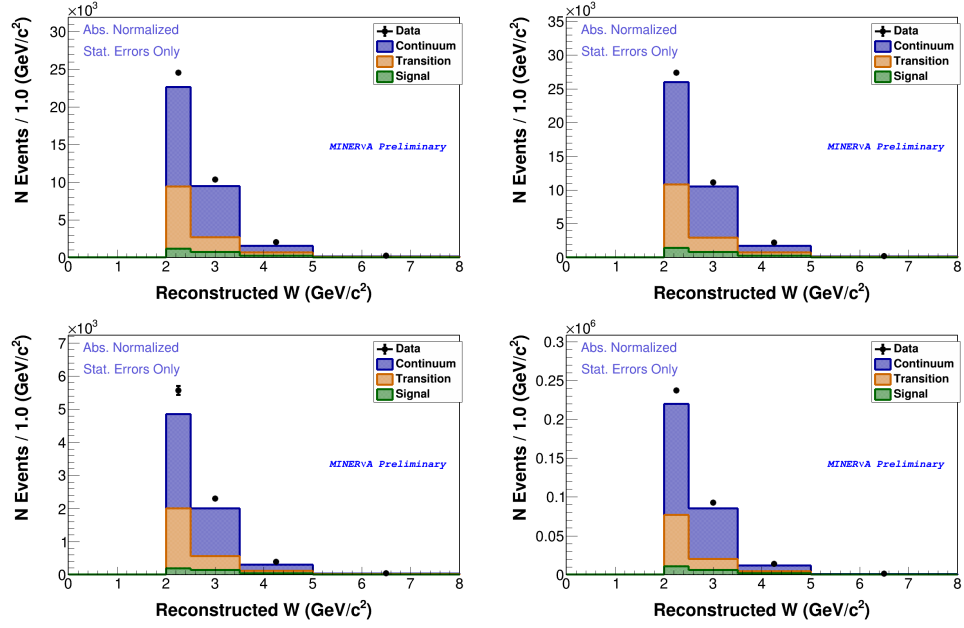 ×10³
Abs. Normalized
Stat. Errors Only
Data
Continuum
Transition
Signal
MINERνA Preliminary
N Events / 1.0 (GeV/c²)
30
25
20
15
10
5
0
0 1 2 3 4 5 6 7 8
Reconstructed W (GeV/c²)
×10³
Abs. Normalized
Stat. Errors Only
Data
Continuum
Transition
Signal
MINERνA Preliminary
N Events / 1.0 (GeV/c²)
35
30
25
20
15
10
5
0
0 1 2 3 4 5 6 7 8
Reconstructed W (GeV/c²)
×10³
Abs. Normalized
Stat. Errors Only
Data
Continuum
Transition
Signal
MINERνA Preliminary
N Events / 1.0 (GeV/c²)
7
6
5
4
3
2
1
0
0 1 2 3 4 5 6 7 8
Reconstructed W (GeV/c²)
×10⁶
Abs. Normalized
Stat. Errors Only
Data
Continuum
Transition
Signal
MINERνA Preliminary
N Events / 1.0 (GeV/c²)
0.3
0.25
0.2
0.15
0.1
0.05
0
0 1 2 3 4 5 6 7 8
Reconstructed W (GeV/c²)